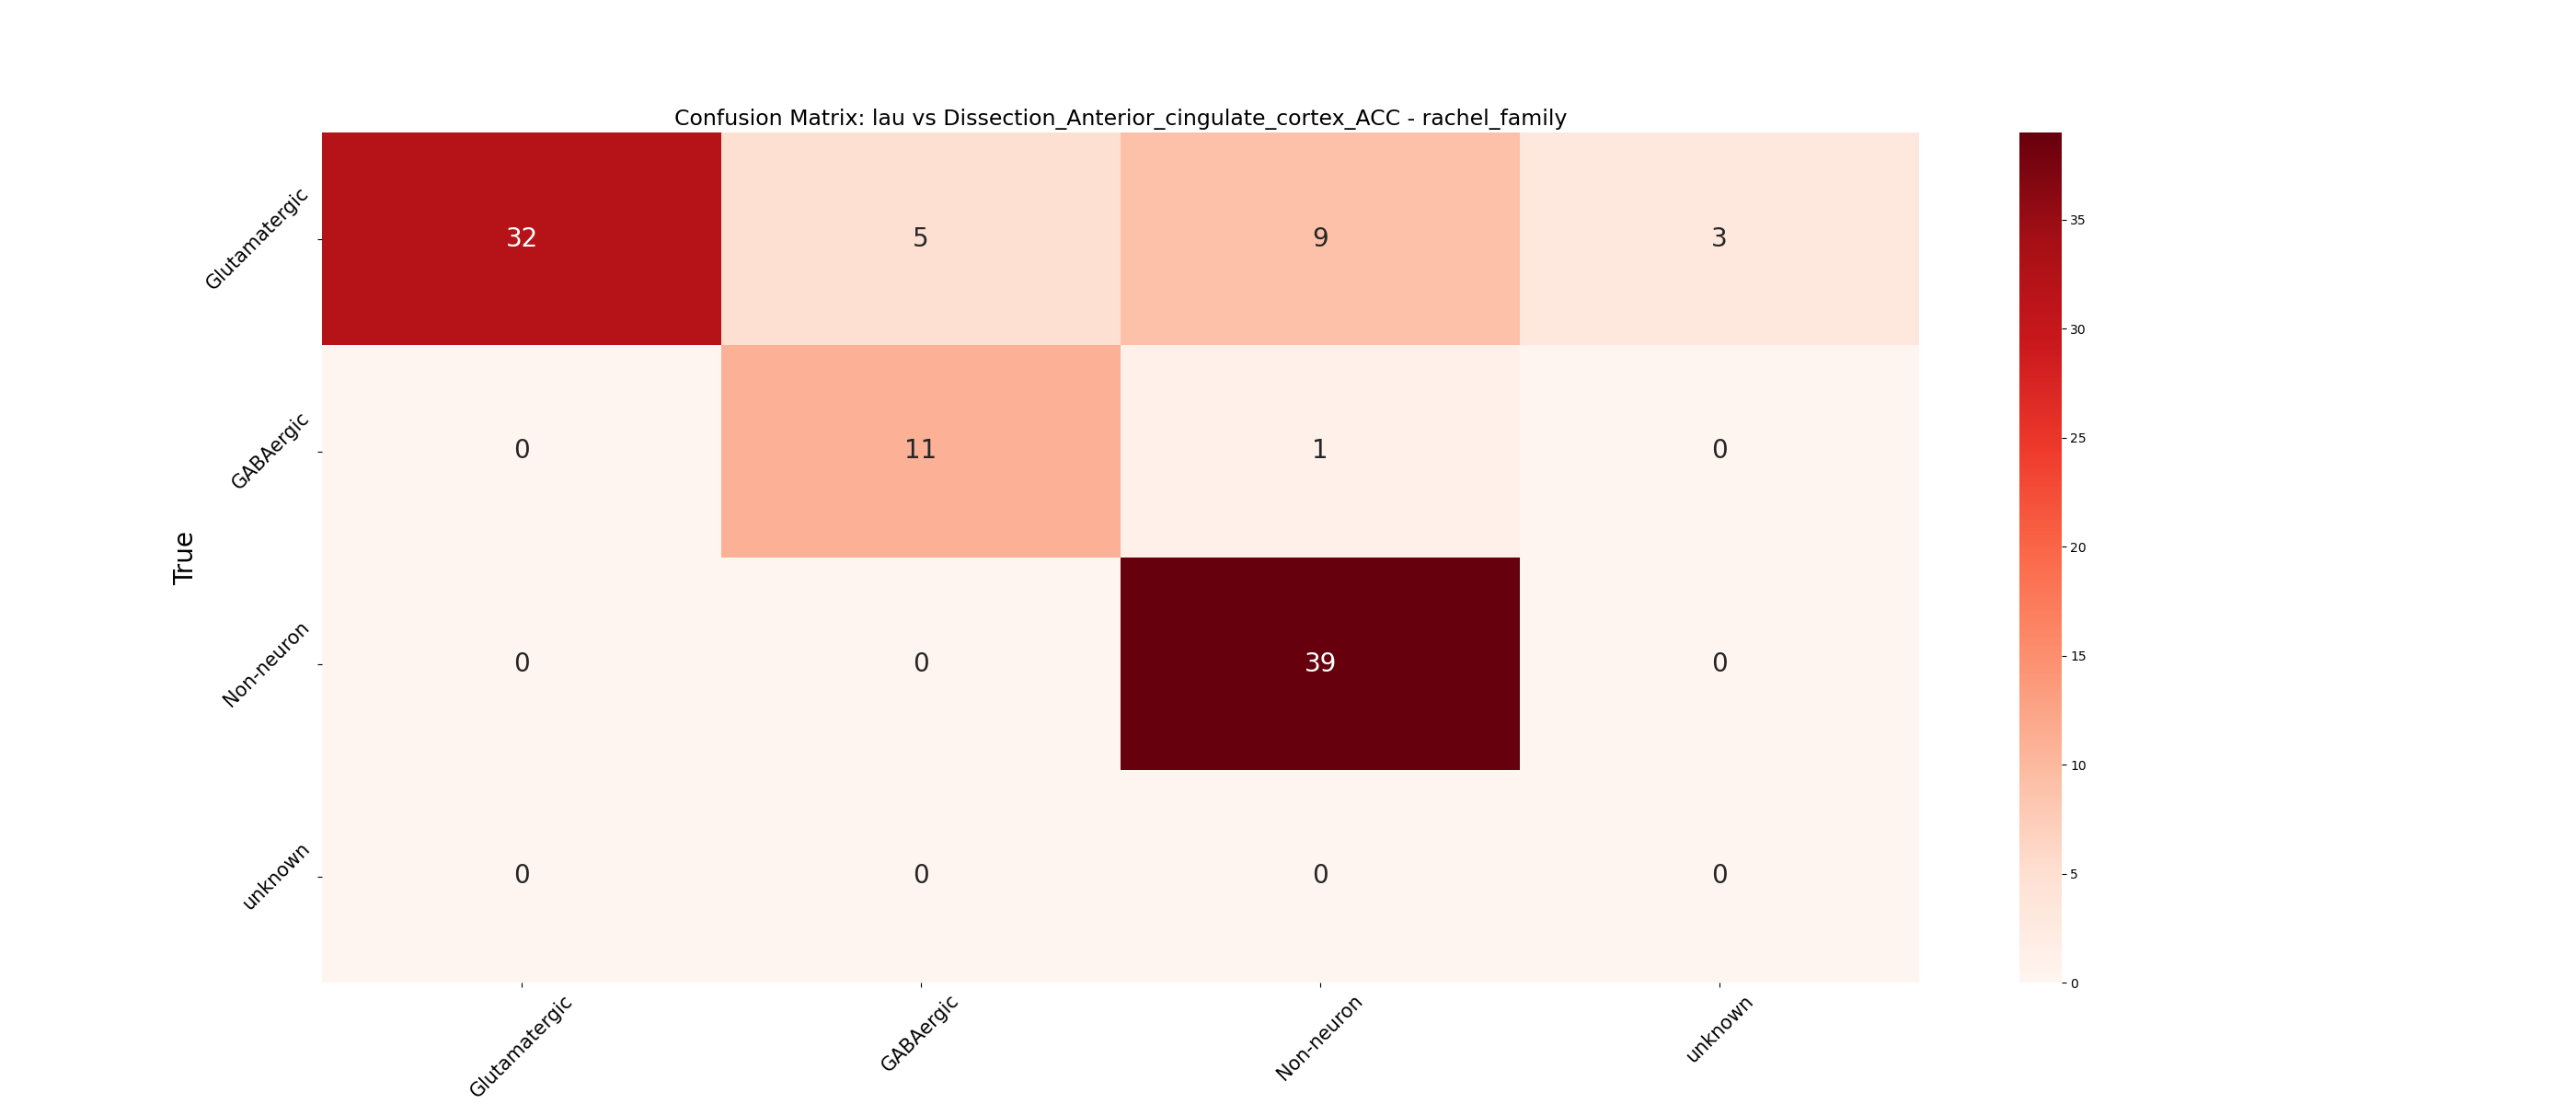 Confusion Matrix: lau vs Dissection_Anterior_cingulate_cortex_ACC - rachel_family
True
Glutamatergic
32
5
9
3
GABAergic
0
11
1
0
Non-neuron
0
0
39
0
unknown
0
0
0
0
Glutamatergic
GABAergic
Non-neuron
unknown
35
30
25
20
15
10
5
0